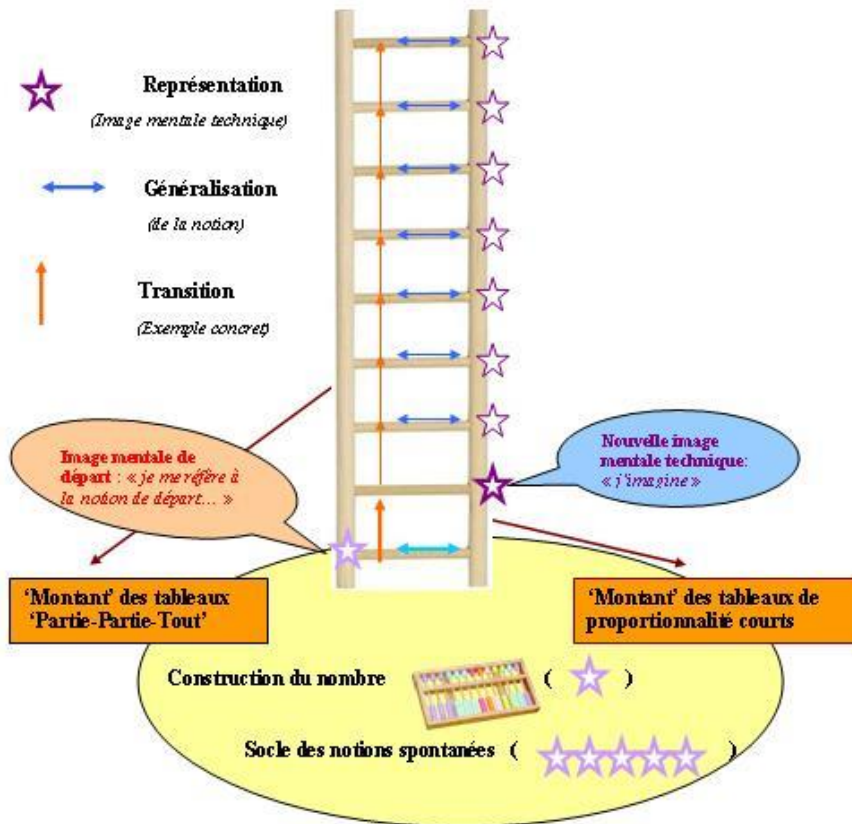 Représentation
(Image mentale technique)
Généralisation
(de la notion)
Transition
(Exemple concret)
Image mentale de
départ : « je me réfère à
la notion de départ... »
Nouvelle image
mentale technique:
« j'imagine »
'Montant' des tableaux
'Partie-Partie-Tout'
'Montant' des tableaux de
proportionnalité courts
Construction du nombre ( )
Socle des notions spontanées ( )